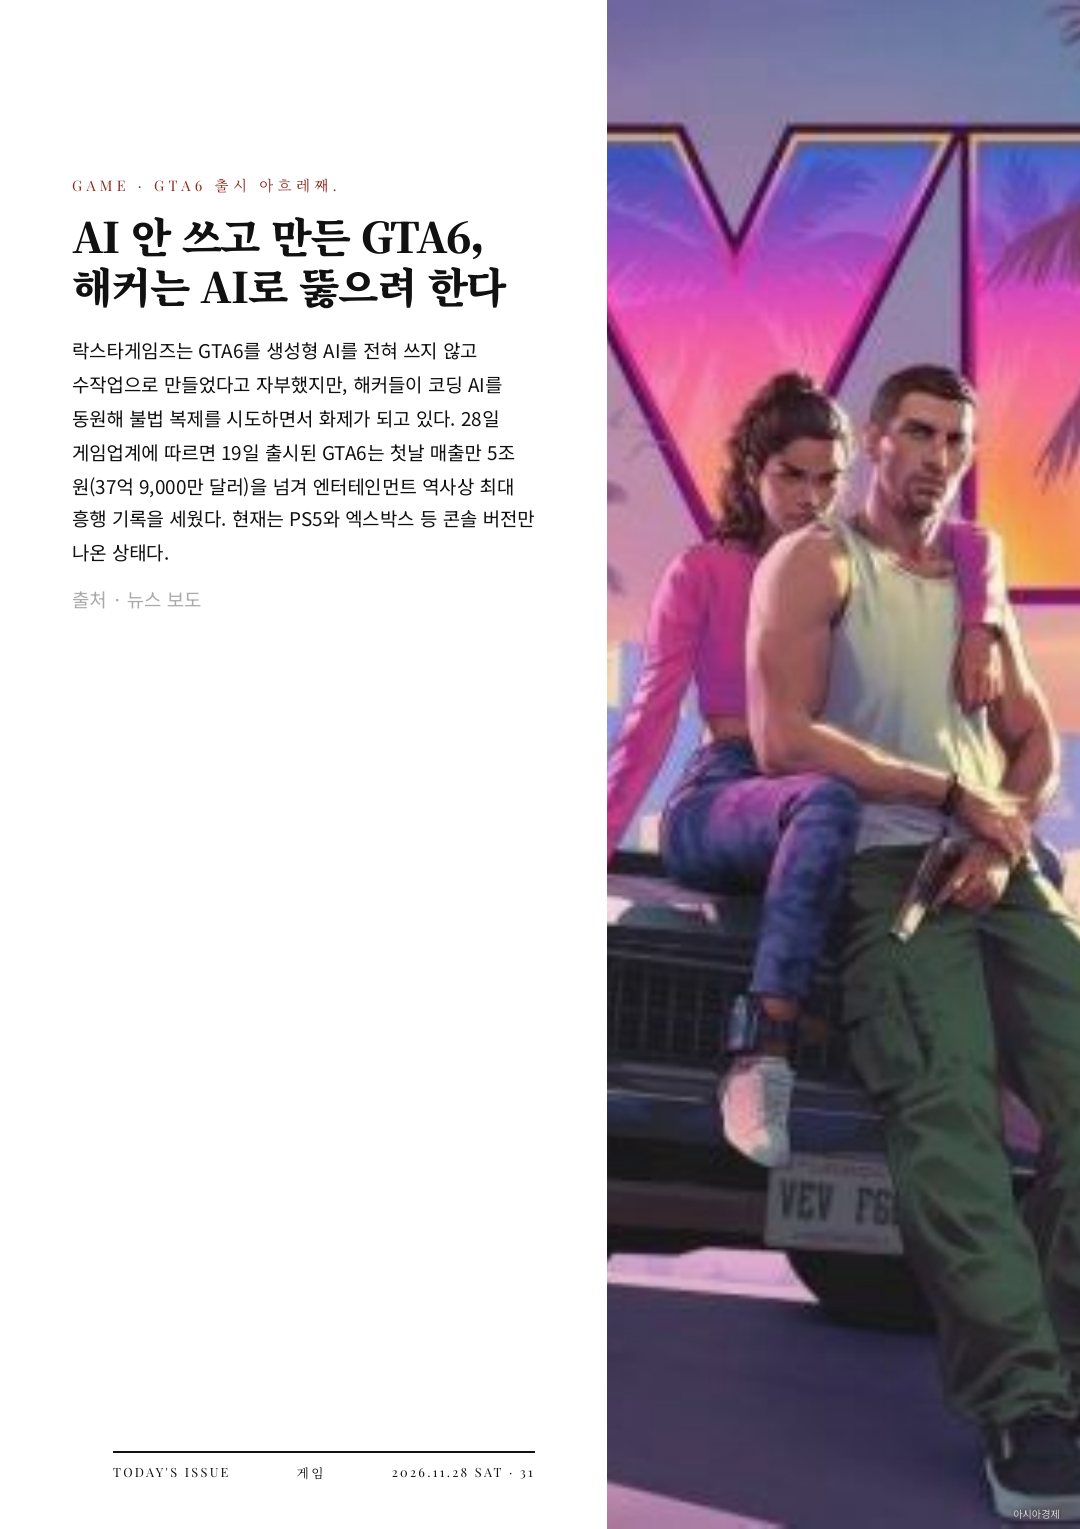 GAME · GTA6 출시 아흐레째.
AI 안 쓰고 만든 GTA6,
해커는 AI로 뚫으려 한다
락스타게임즈는 GTA6를 생성형 AI를 전혀 쓰지 않고
수작업으로 만들었다고 자부했지만, 해커들이 코딩 AI를
동원해 불법 복제를 시도하면서 화제가 되고 있다. 28일
게임업계에 따르면 19일 출시된 GTA6는 첫날 매출만 5조
원(37억 9,000만 달러)을 넘겨 엔터테인먼트 역사상 최대
흥행 기록을 세웠다. 현재는 PS5와 엑스박스 등 콘솔 버전만
나온 상태다.
출처 · 뉴스 보도
VEV F6
TODAY'S ISSUE 게임 2026.11.28 SAT · 31
아시아경제